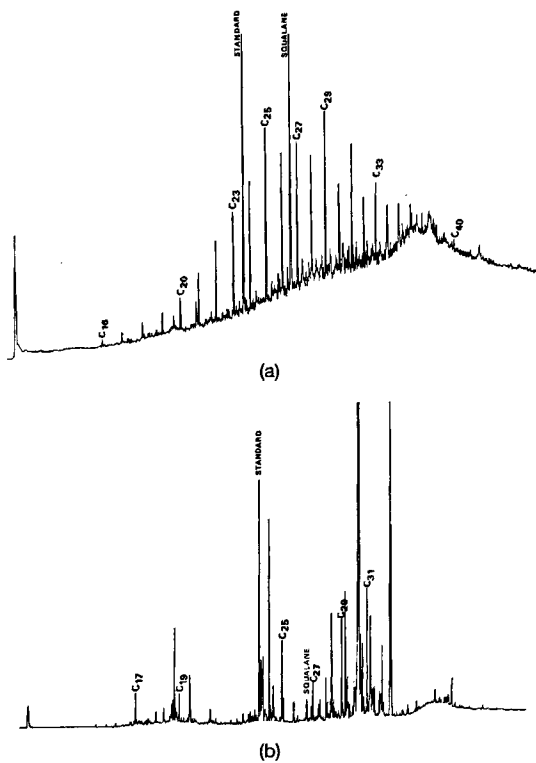 STANDARD
SQUALANE
C16
C20
C23
C25
C27
C29
C33
C40
(a)
STANDARD
C17
C19
C25
SQUALANE
C27
C29
C31
(b)